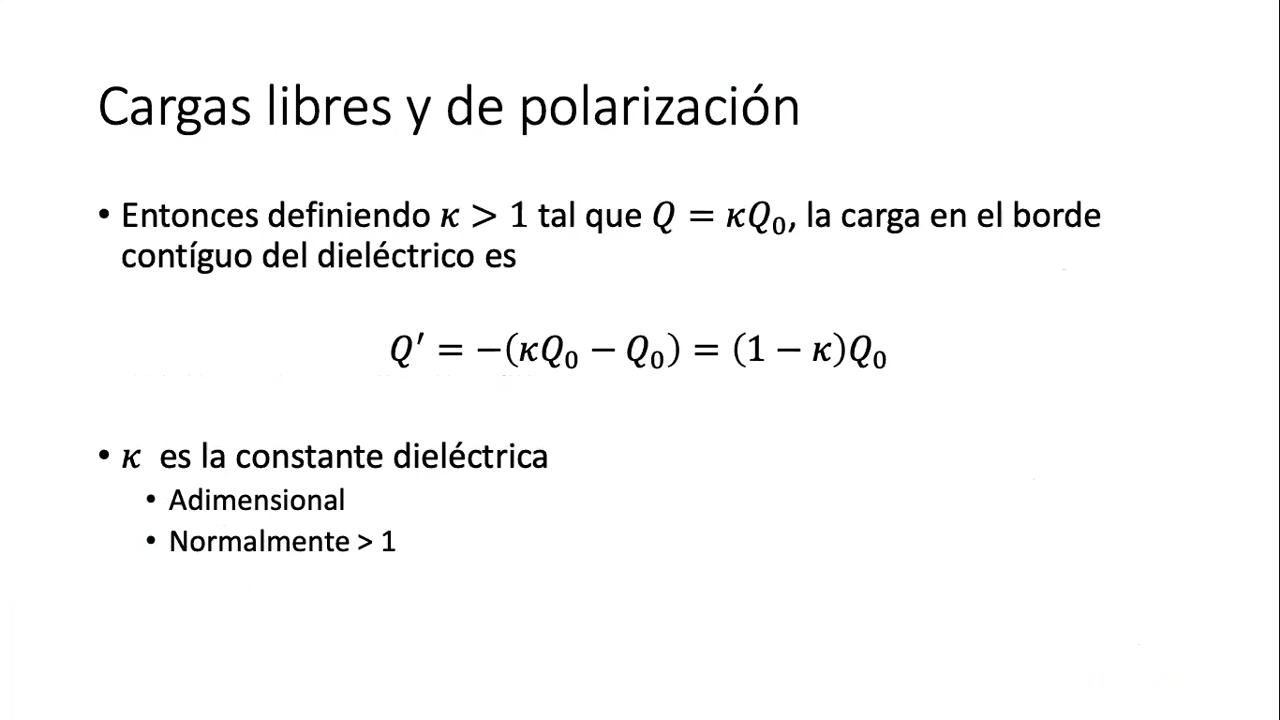 Cargas libres y de polarización
• Entonces definiendo κ > 1 tal que Q = κQ₀, la carga en el borde
contíguo del dieléctrico es
Q′ = −(κQ₀ − Q₀) = (1 − κ)Q₀
• κ es la constante dieléctrica
• Adimensional
• Normalmente > 1